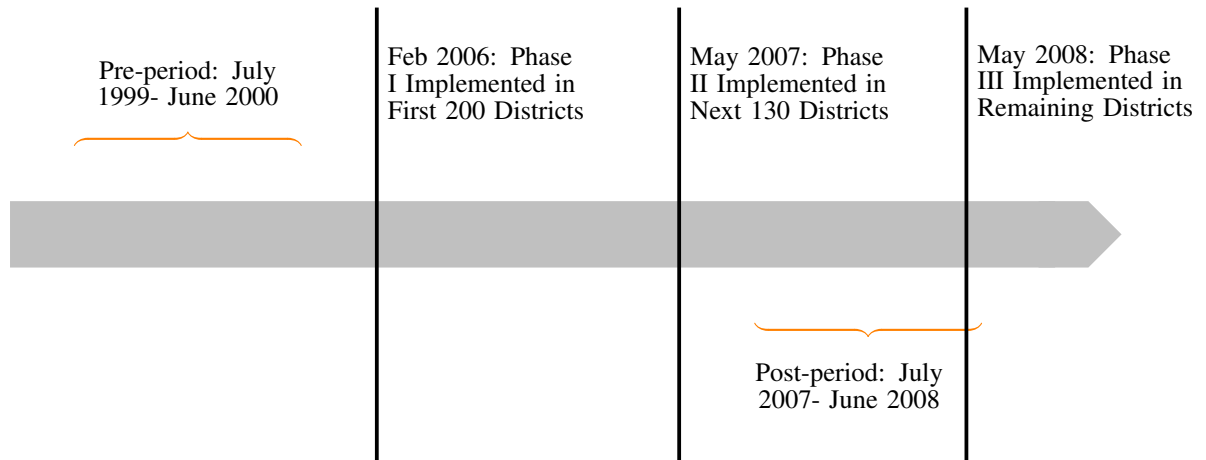 Pre-period: July
1999- June 2000
Feb 2006: Phase
I Implemented in
First 200 Districts
May 2007: Phase
II Implemented in
Next 130 Districts
May 2008: Phase
III Implemented in
Remaining Districts
Post-period: July
2007- June 2008